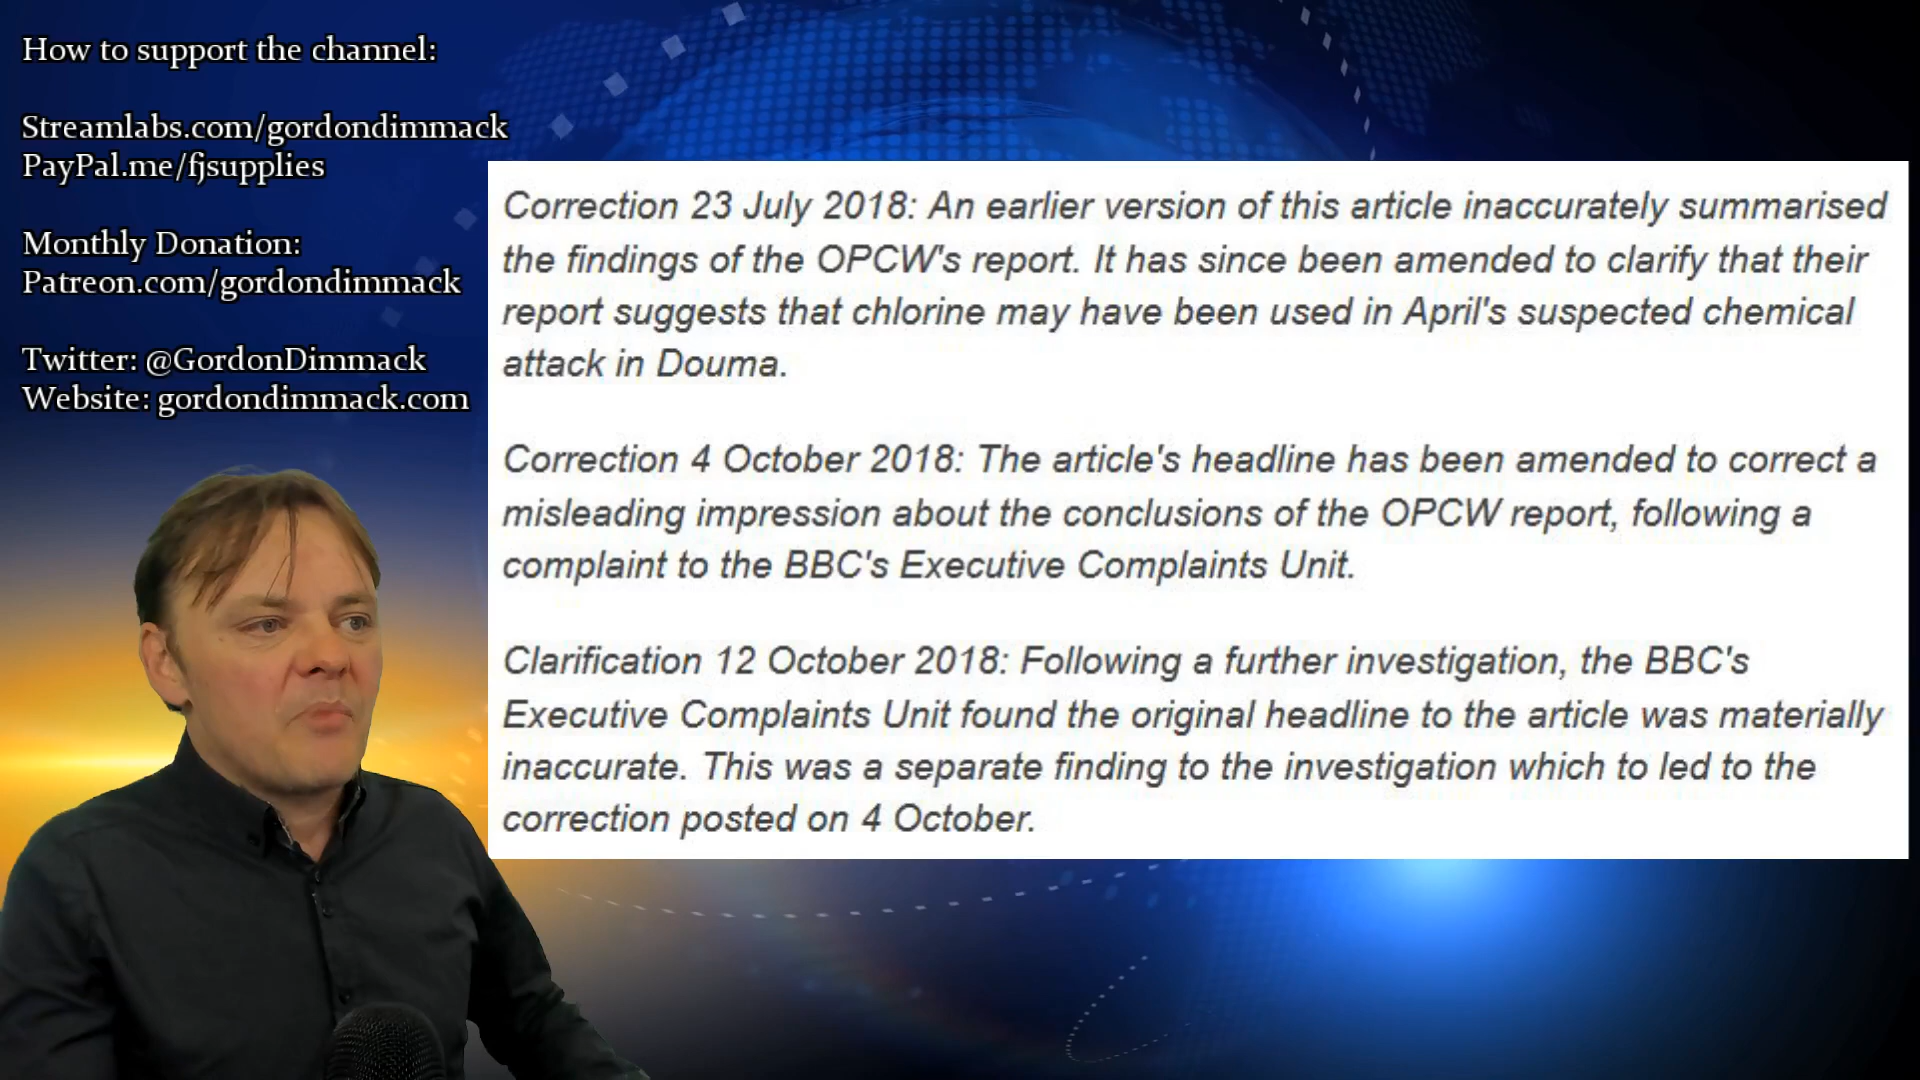 How to support the channel:
Streamlabs.com/gordondimmack
PayPal.me/fjsupplies
Monthly Donation:
Patreon.com/gordondimmack
Twitter: @GordonDimmack
Website: gordondimmack.com
Correction 23 July 2018: An earlier version of this article inaccurately summarised
the findings of the OPCW's report. It has since been amended to clarify that their
report suggests that chlorine may have been used in April's suspected chemical
attack in Douma.
Correction 4 October 2018: The article's headline has been amended to correct a
misleading impression about the conclusions of the OPCW report, following a
complaint to the BBC's Executive Complaints Unit.
Clarification 12 October 2018: Following a further investigation, the BBC's
Executive Complaints Unit found the original headline to the article was materially
inaccurate. This was a separate finding to the investigation which to led to the
correction posted on 4 October.